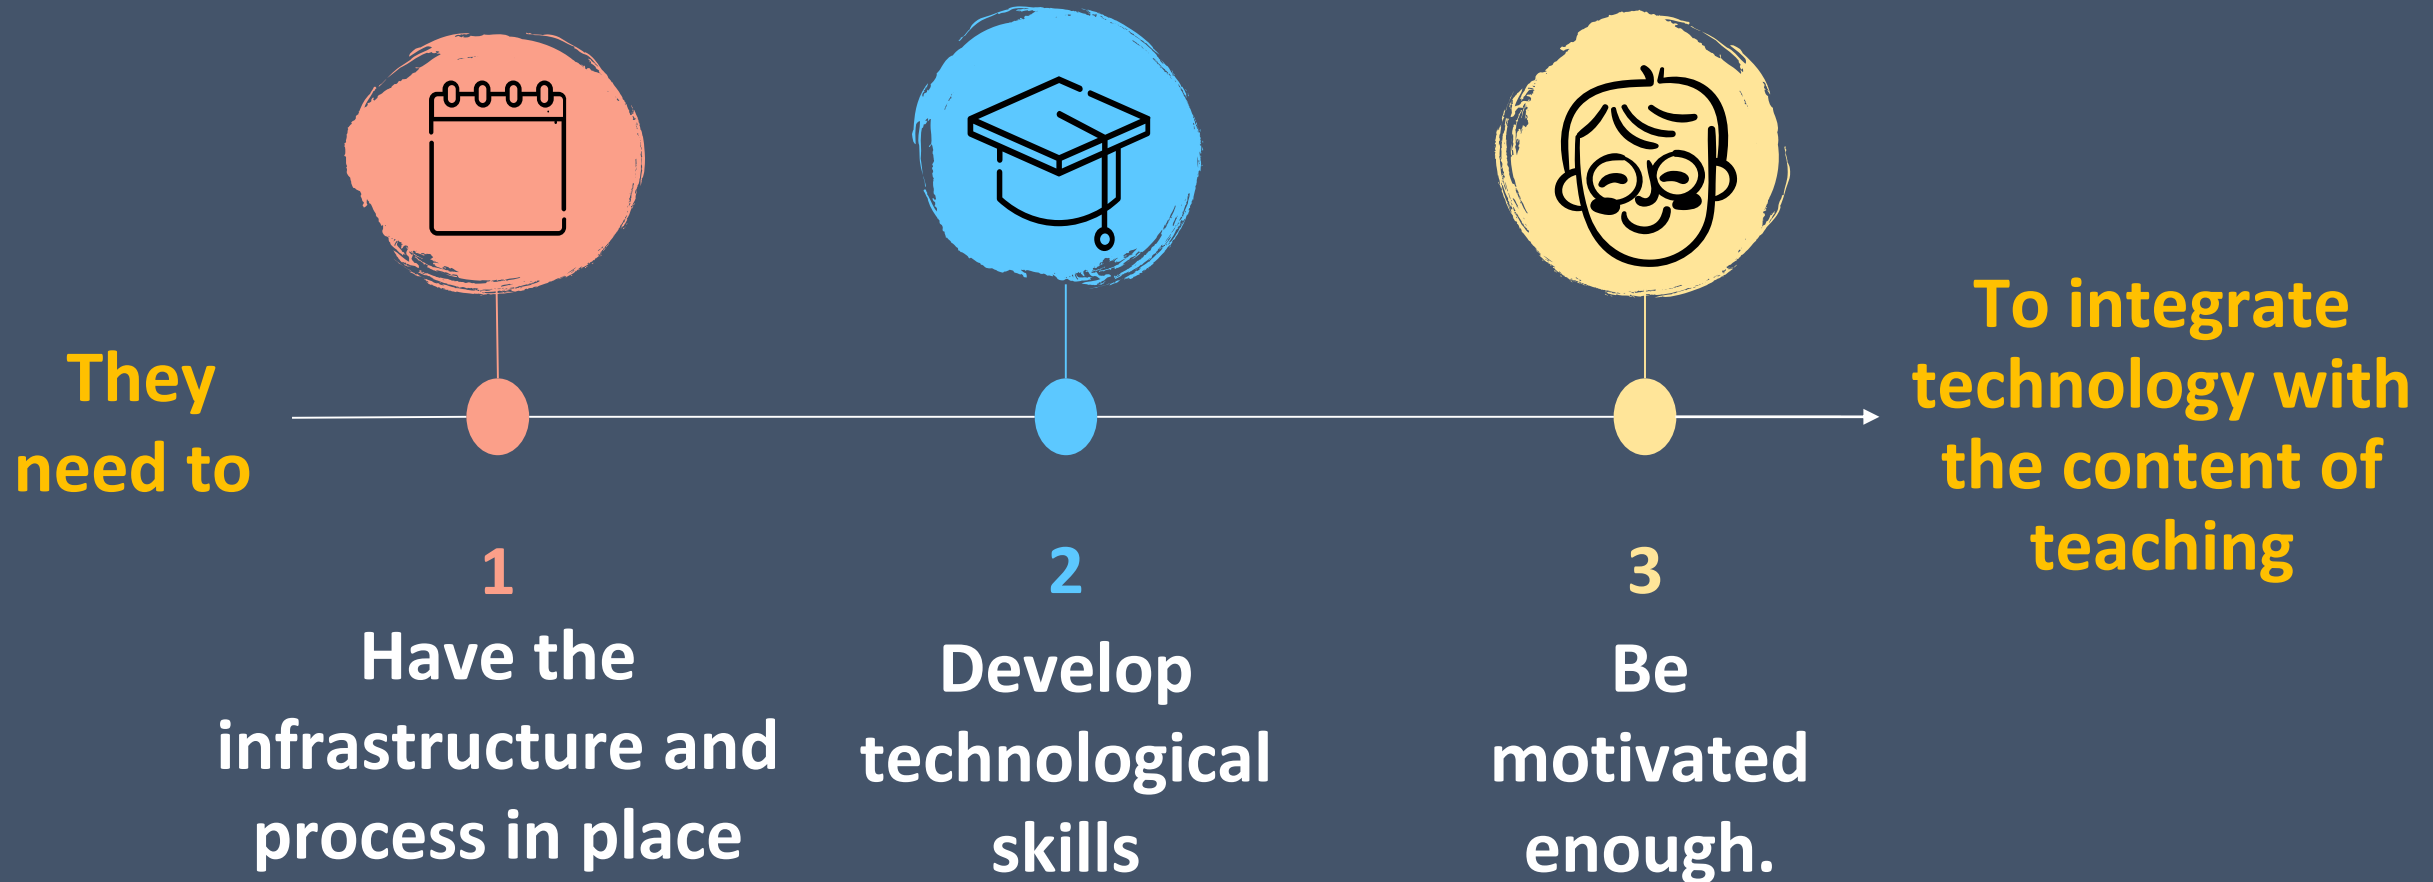 They
need to
1
Have the
infrastructure and
process in place
2
Develop
technological
skills
3
Be
motivated
enough.
To integrate
technology with
the content of
teaching